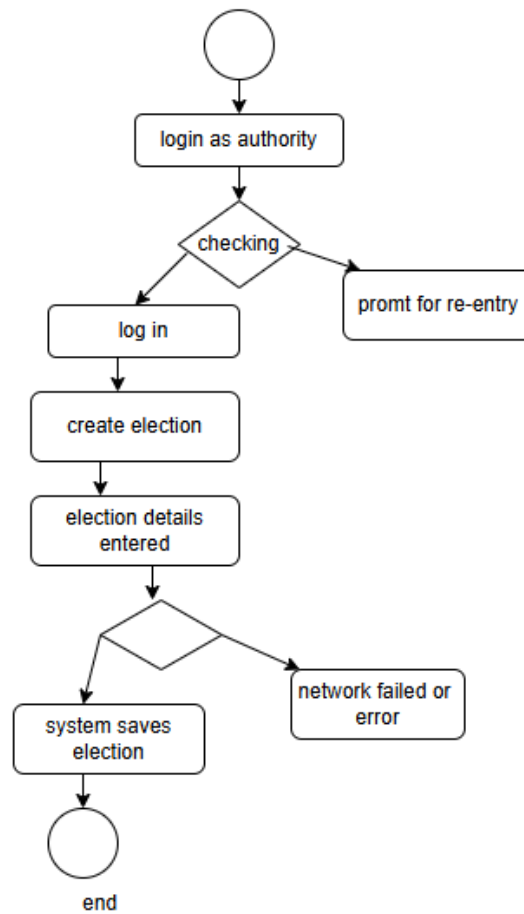 login as authority
checking
promt for re-entry
log in
create election
election details
entered
network failed or
error
system saves
election
end